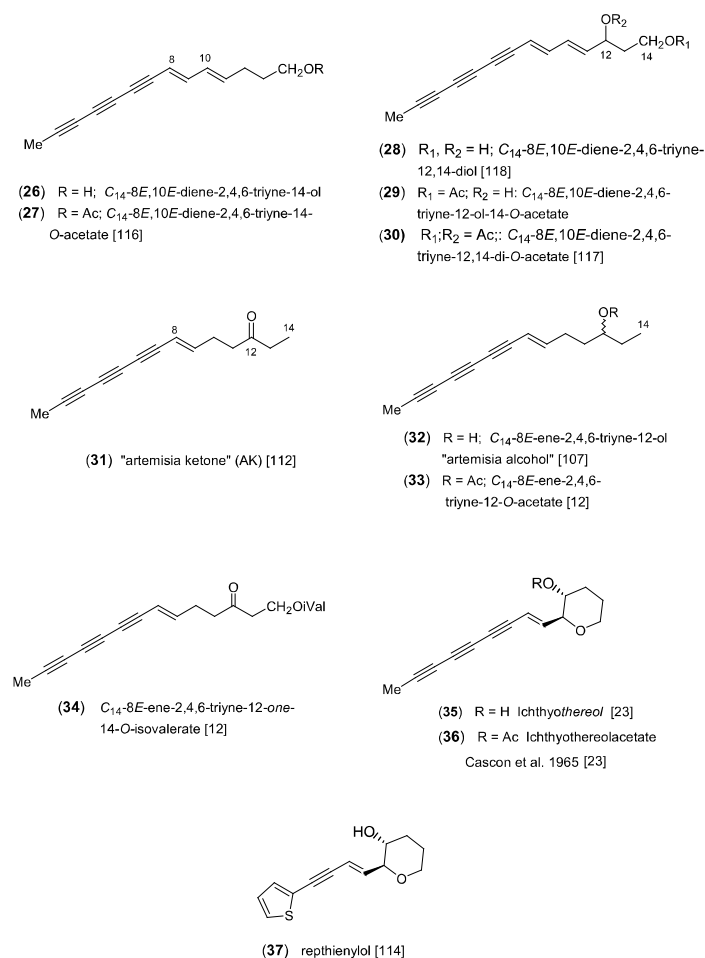 8 10 CH2OR
Me
(26) R = H; C14-8E,10E-diene-2,4,6-triyne-14-ol
(27) R = Ac; C14-8E,10E-diene-2,4,6-triyne-14-
O-acetate [116]
OR2
12 14 CH2OR1
Me
(28) R1, R2 = H; C14-8E,10E-diene-2,4,6-triyne-
12,14-diol [118]
(29) R1 = Ac; R2 = H: C14-8E,10E-diene-2,4,6-
triyne-12-ol-14-O-acetate
(30) R1;R2 = Ac;: C14-8E,10E-diene-2,4,6-
triyne-12,14-di-O-acetate [117]
O
8 12 14
Me
(31) "artemisia ketone" (AK) [112]
OR
14
Me
(32) R = H; C14-8E-ene-2,4,6-triyne-12-ol
"artemisia alcohol" [107]
(33) R = Ac; C14-8E-ene-2,4,6-
triyne-12-O-acetate [12]
O
CH2OiVal
Me
(34) C14-8E-ene-2,4,6-triyne-12-one-
14-O-isovalerate [12]
RO
O
Me
(35) R = H Ichthyothereol [23]
(36) R = Ac Ichthyothereolacetate
Cascon et al. 1965 [23]
HO
O
S
(37) repthienylol [114]